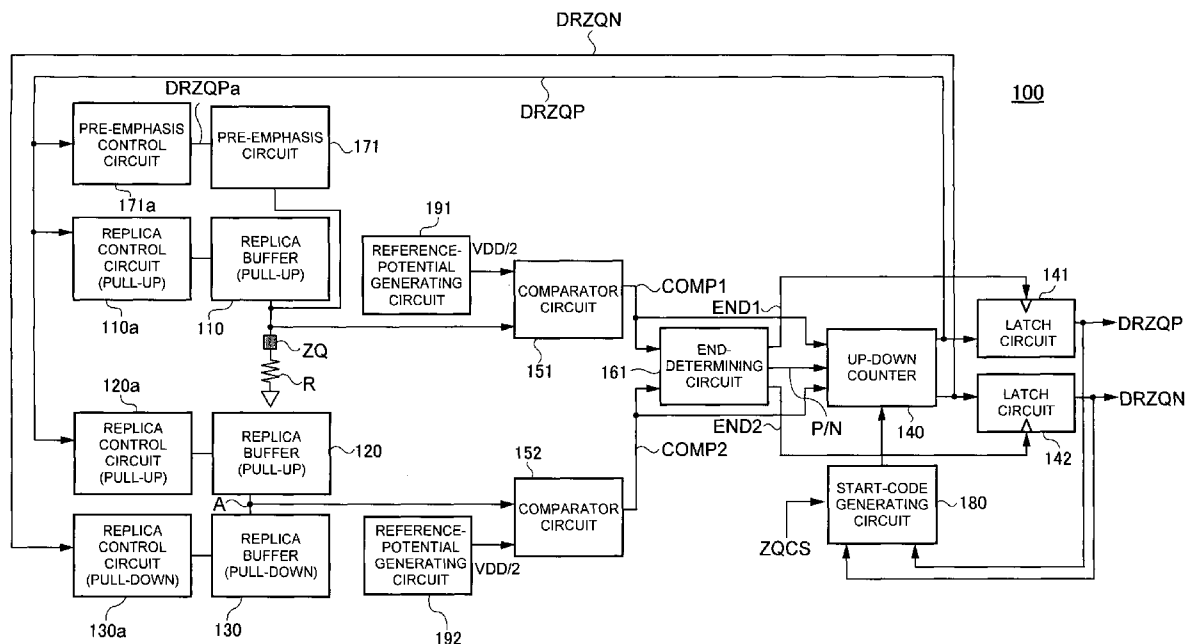 DRZQN
DRZQP
100
DRZQPa
PRE-EMPHASIS
CONTROL
CIRCUIT
171a
PRE-EMPHASIS
CIRCUIT
171
REPLICA
CONTROL
CIRCUIT
(PULL-UP)
110a
REPLICA
BUFFER
(PULL-UP)
110
191
REFERENCE-
POTENTIAL
GENERATING
CIRCUIT
VDD/2
COMPARATOR
CIRCUIT
151
COMP1
ZQ
R
END1
END-
DETERMINING
CIRCUIT
161
P/N
END2
UP-DOWN
COUNTER
140
141
LATCH
CIRCUIT
DRZQP
LATCH
CIRCUIT
142
DRZQN
120a
REPLICA
CONTROL
CIRCUIT
(PULL-UP)
REPLICA
BUFFER
(PULL-UP)
120
A
152
COMPARATOR
CIRCUIT
COMP2
START-CODE
GENERATING
CIRCUIT
180
ZQCS
REPLICA
CONTROL
CIRCUIT
(PULL-DOWN)
130a
REPLICA
BUFFER
(PULL-DOWN)
130
REFERENCE-
POTENTIAL
GENERATING
CIRCUIT
VDD/2
192